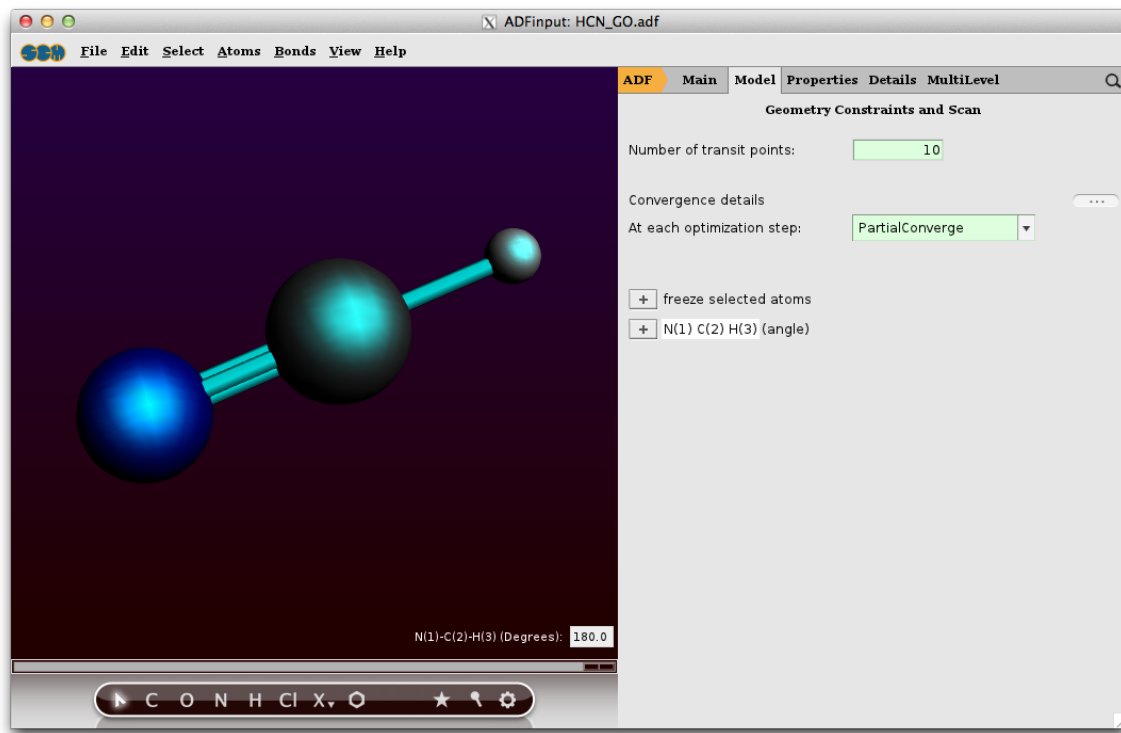 X ADFinput: HCN_GO.adf
SCM File Edit Select Atoms Bonds View Help
ADF Main Model Properties Details MultiLevel
Geometry Constraints and Scan
Number of transit points: 10
Convergence details ...
At each optimization step: PartialConverge
+ freeze selected atoms
+ N(1) C(2) H(3) (angle)
N(1)-C(2)-H(3) (Degrees): 180.0
C O N H Cl X